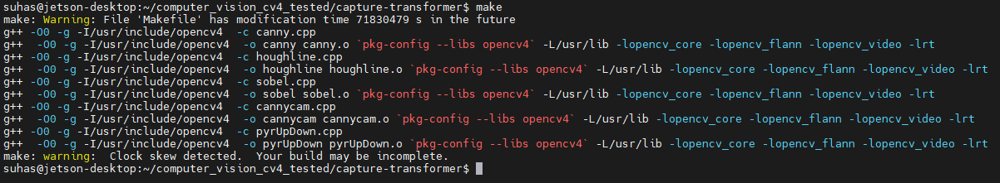 suhas@jetson-desktop:~/computer_vision_cv4_tested/capture-transformer$ make
make: Warning: File 'Makefile' has modification time 71830479 s in the future
g++ -O0 -g -I/usr/include/opencv4  -c canny.cpp
g++  -O0 -g -I/usr/include/opencv4  -o canny canny.o `pkg-config --libs opencv4` -L/usr/lib -lopencv_core -lopencv_flann -lopencv_video -lrt
g++ -O0 -g -I/usr/include/opencv4  -c houghline.cpp
g++  -O0 -g -I/usr/include/opencv4  -o houghline houghline.o `pkg-config --libs opencv4` -L/usr/lib -lopencv_core -lopencv_flann -lopencv_video -lrt
g++ -O0 -g -I/usr/include/opencv4  -c sobel.cpp
g++  -O0 -g -I/usr/include/opencv4  -o sobel sobel.o `pkg-config --libs opencv4` -L/usr/lib -lopencv_core -lopencv_flann -lopencv_video -lrt
g++ -O0 -g -I/usr/include/opencv4  -c cannycam.cpp
g++  -O0 -g -I/usr/include/opencv4  -o cannycam cannycam.o `pkg-config --libs opencv4` -L/usr/lib -lopencv_core -lopencv_flann -lopencv_video -lrt
g++ -O0 -g -I/usr/include/opencv4  -c pyrUpDown.cpp
g++  -O0 -g -I/usr/include/opencv4  -o pyrUpDown pyrUpDown.o `pkg-config --libs opencv4` -L/usr/lib -lopencv_core -lopencv_flann -lopencv_video -lrt
make: warning:  Clock skew detected.  Your build may be incomplete.
suhas@jetson-desktop:~/computer_vision_cv4_tested/capture-transformer$